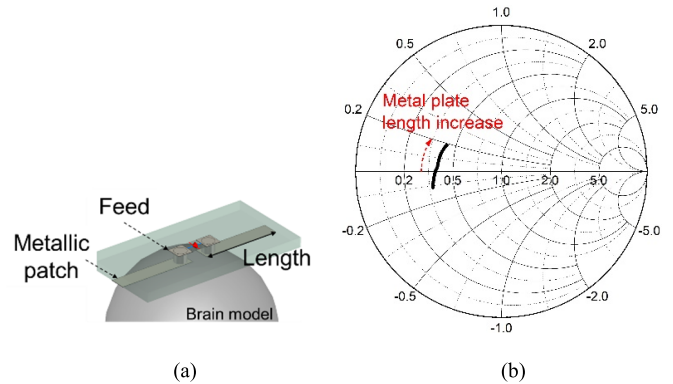 Feed
Metallic
patch
Length
Brain model
(a)
1.0
0.5
2.0
Metal plate
length increase
0.2
5.0
0.2
0.5
1.0
2.0
5.0
-0.2
-5.0
-0.5
-2.0
-1.0
(b)